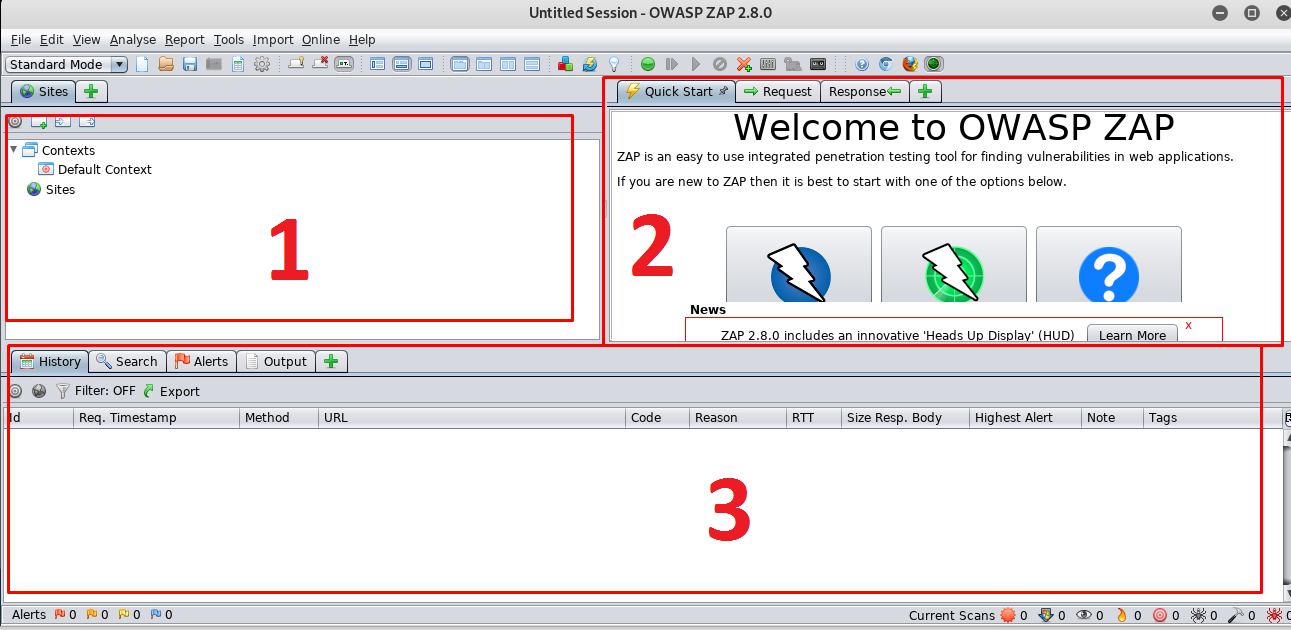 Untitled Session - OWASP ZAP 2.8.0
File Edit View Analyse Report Tools Import Online Help
Standard Mode
Sites
Quick Start Request Response
Contexts
Default Context
Sites
1
Welcome to OWASP ZAP
ZAP is an easy to use integrated penetration testing tool for finding vulnerabilities in web applications.
If you are new to ZAP then it is best to start with one of the options below.
2
?
News
ZAP 2.8.0 includes an innovative 'Heads Up Display' (HUD) Learn More X
History Search Alerts Output
Filter: OFF Export
Id Req. Timestamp Method URL Code Reason RTT Size Resp. Body Highest Alert Note Tags
3
Alerts 0 0 0 0 Current Scans 0 0 0 0 0 0 0 0